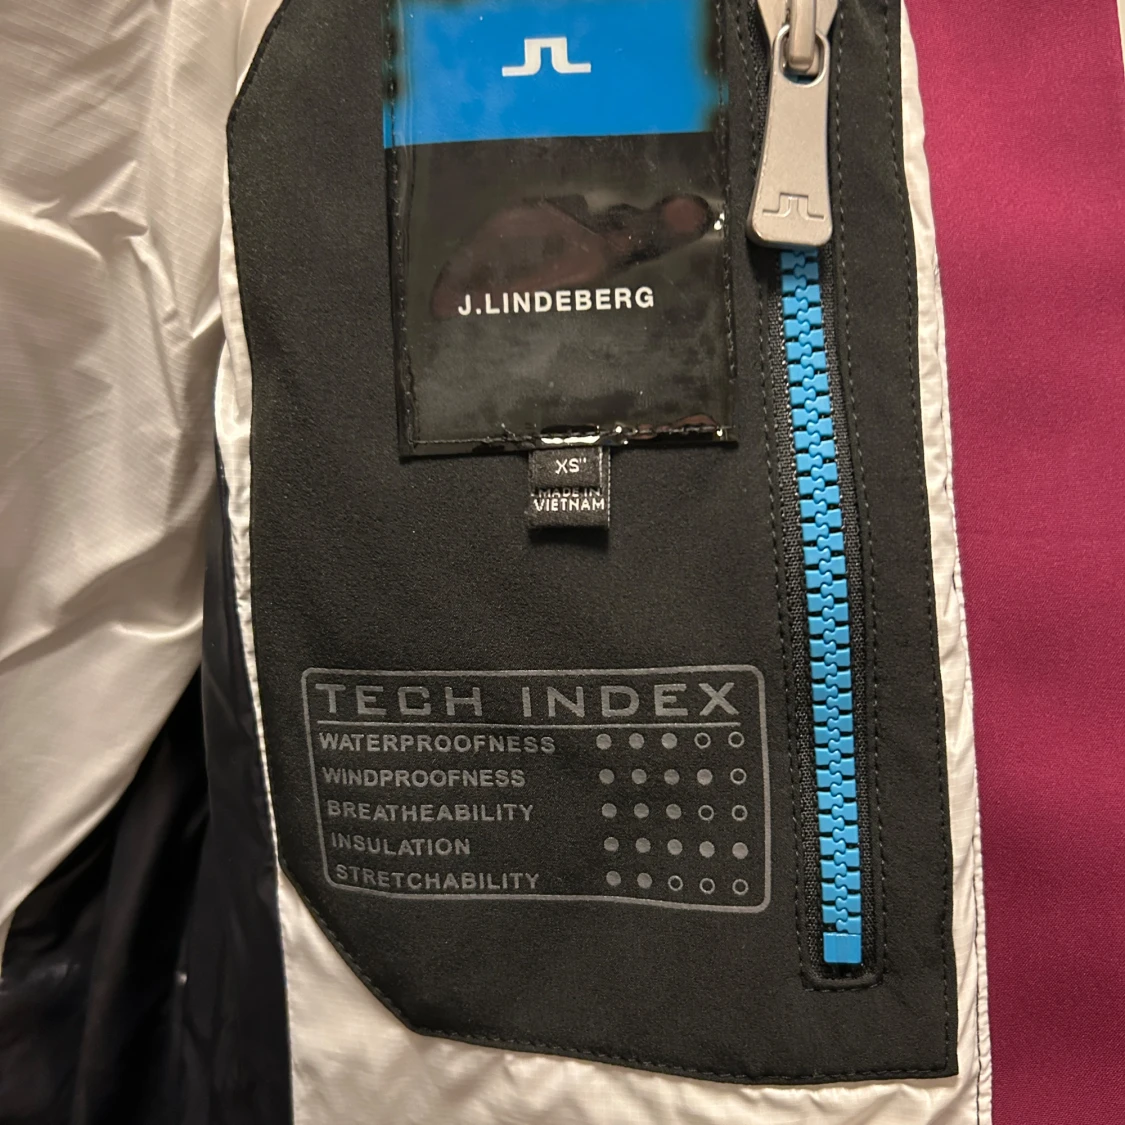 J.LINDEBERG
XS"
MADE IN
VIETNAM
TECH INDEX
WATERPROOFNESS
WINDPROOFNESS
BREATHEABILITY
INSULATION
STRETCHABILITY